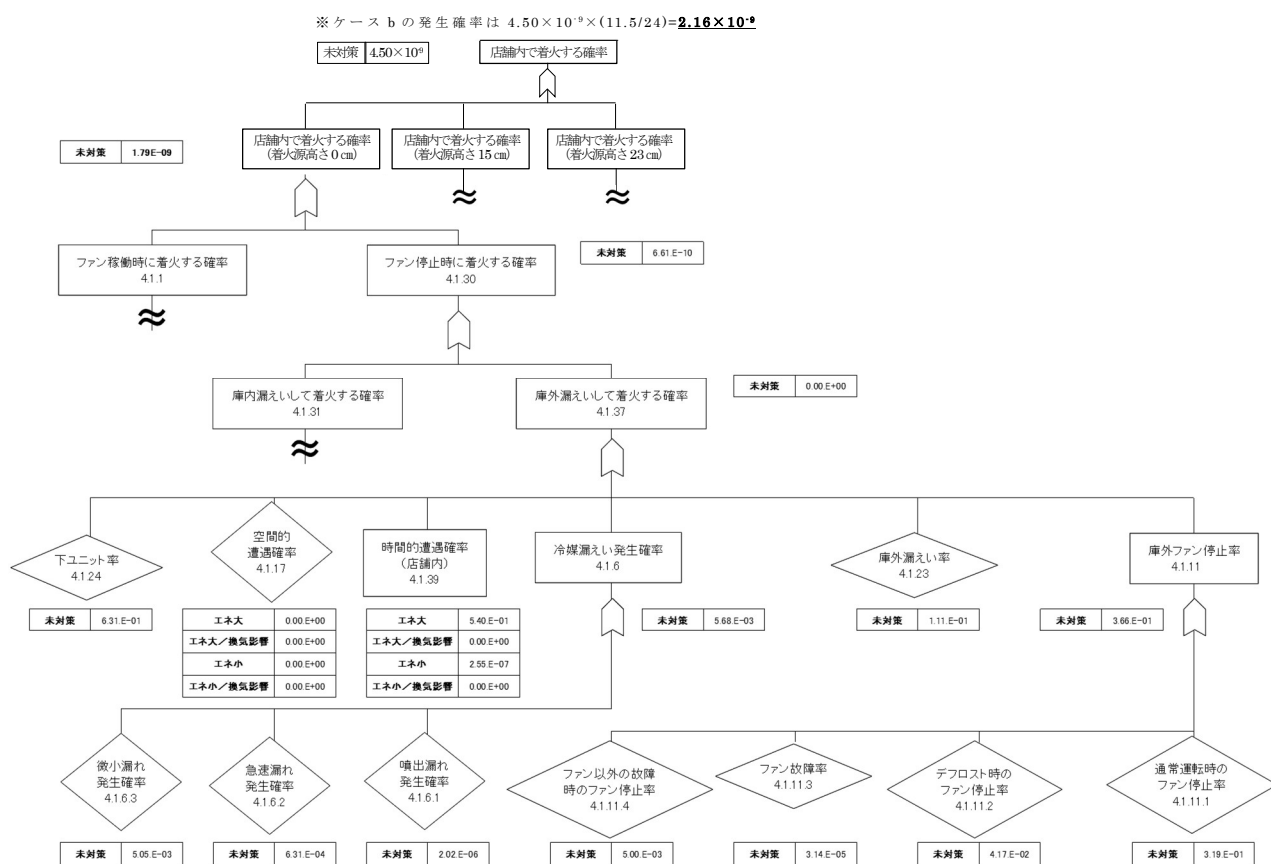 ※ケースbの発生確率は 4.50×10⁻⁹×(11.5/24)=2.16×10⁻⁹
未対策 4.50×10⁹
店舗内で着火する確率
未対策 1.79E-09
店舗内で着火する確率
(着火源高さ0㎝)
店舗内で着火する確率
(着火源高さ15㎝)
店舗内で着火する確率
(着火源高さ23㎝)
ファン稼働時に着火する確率
4.1.1
ファン停止時に着火する確率
4.1.30
未対策 6.61.E-10
庫内漏えいして着火する確率
4.1.31
庫外漏えいして着火する確率
4.1.37
未対策 0.00.E+00
下ユニット率
4.1.24
空間的
遭遇確率
4.1.17
時間的遭遇確率
(店舗内)
4.1.39
冷媒漏えい発生確率
4.1.6
庫外漏えい率
4.1.23
庫外ファン停止率
4.1.11
未対策 6.31.E-01
エネ大 0.00.E+00
エネ大/換気影響 0.00.E+00
エネ小 0.00.E+00
エネ小/換気影響 0.00.E+00
エネ大 5.40.E-01
エネ大/換気影響 0.00.E+00
エネ小 2.55.E-07
エネ小/換気影響 0.00.E+00
未対策 5.68.E-03
未対策 1.11.E-01
未対策 3.66.E-01
微小漏れ
発生確率
4.1.6.3
急速漏れ
発生確率
4.1.6.2
噴出漏れ
発生確率
4.1.6.1
ファン以外の故障
時のファン停止率
4.1.11.4
ファン故障率
4.1.11.3
デフロスト時の
ファン停止率
4.1.11.2
通常運転時の
ファン停止率
4.1.11.1
未対策 5.05.E-03
未対策 6.31.E-04
未対策 2.02.E-06
未対策 5.00.E-03
未対策 3.14.E-05
未対策 4.17.E-02
未対策 3.19.E-01